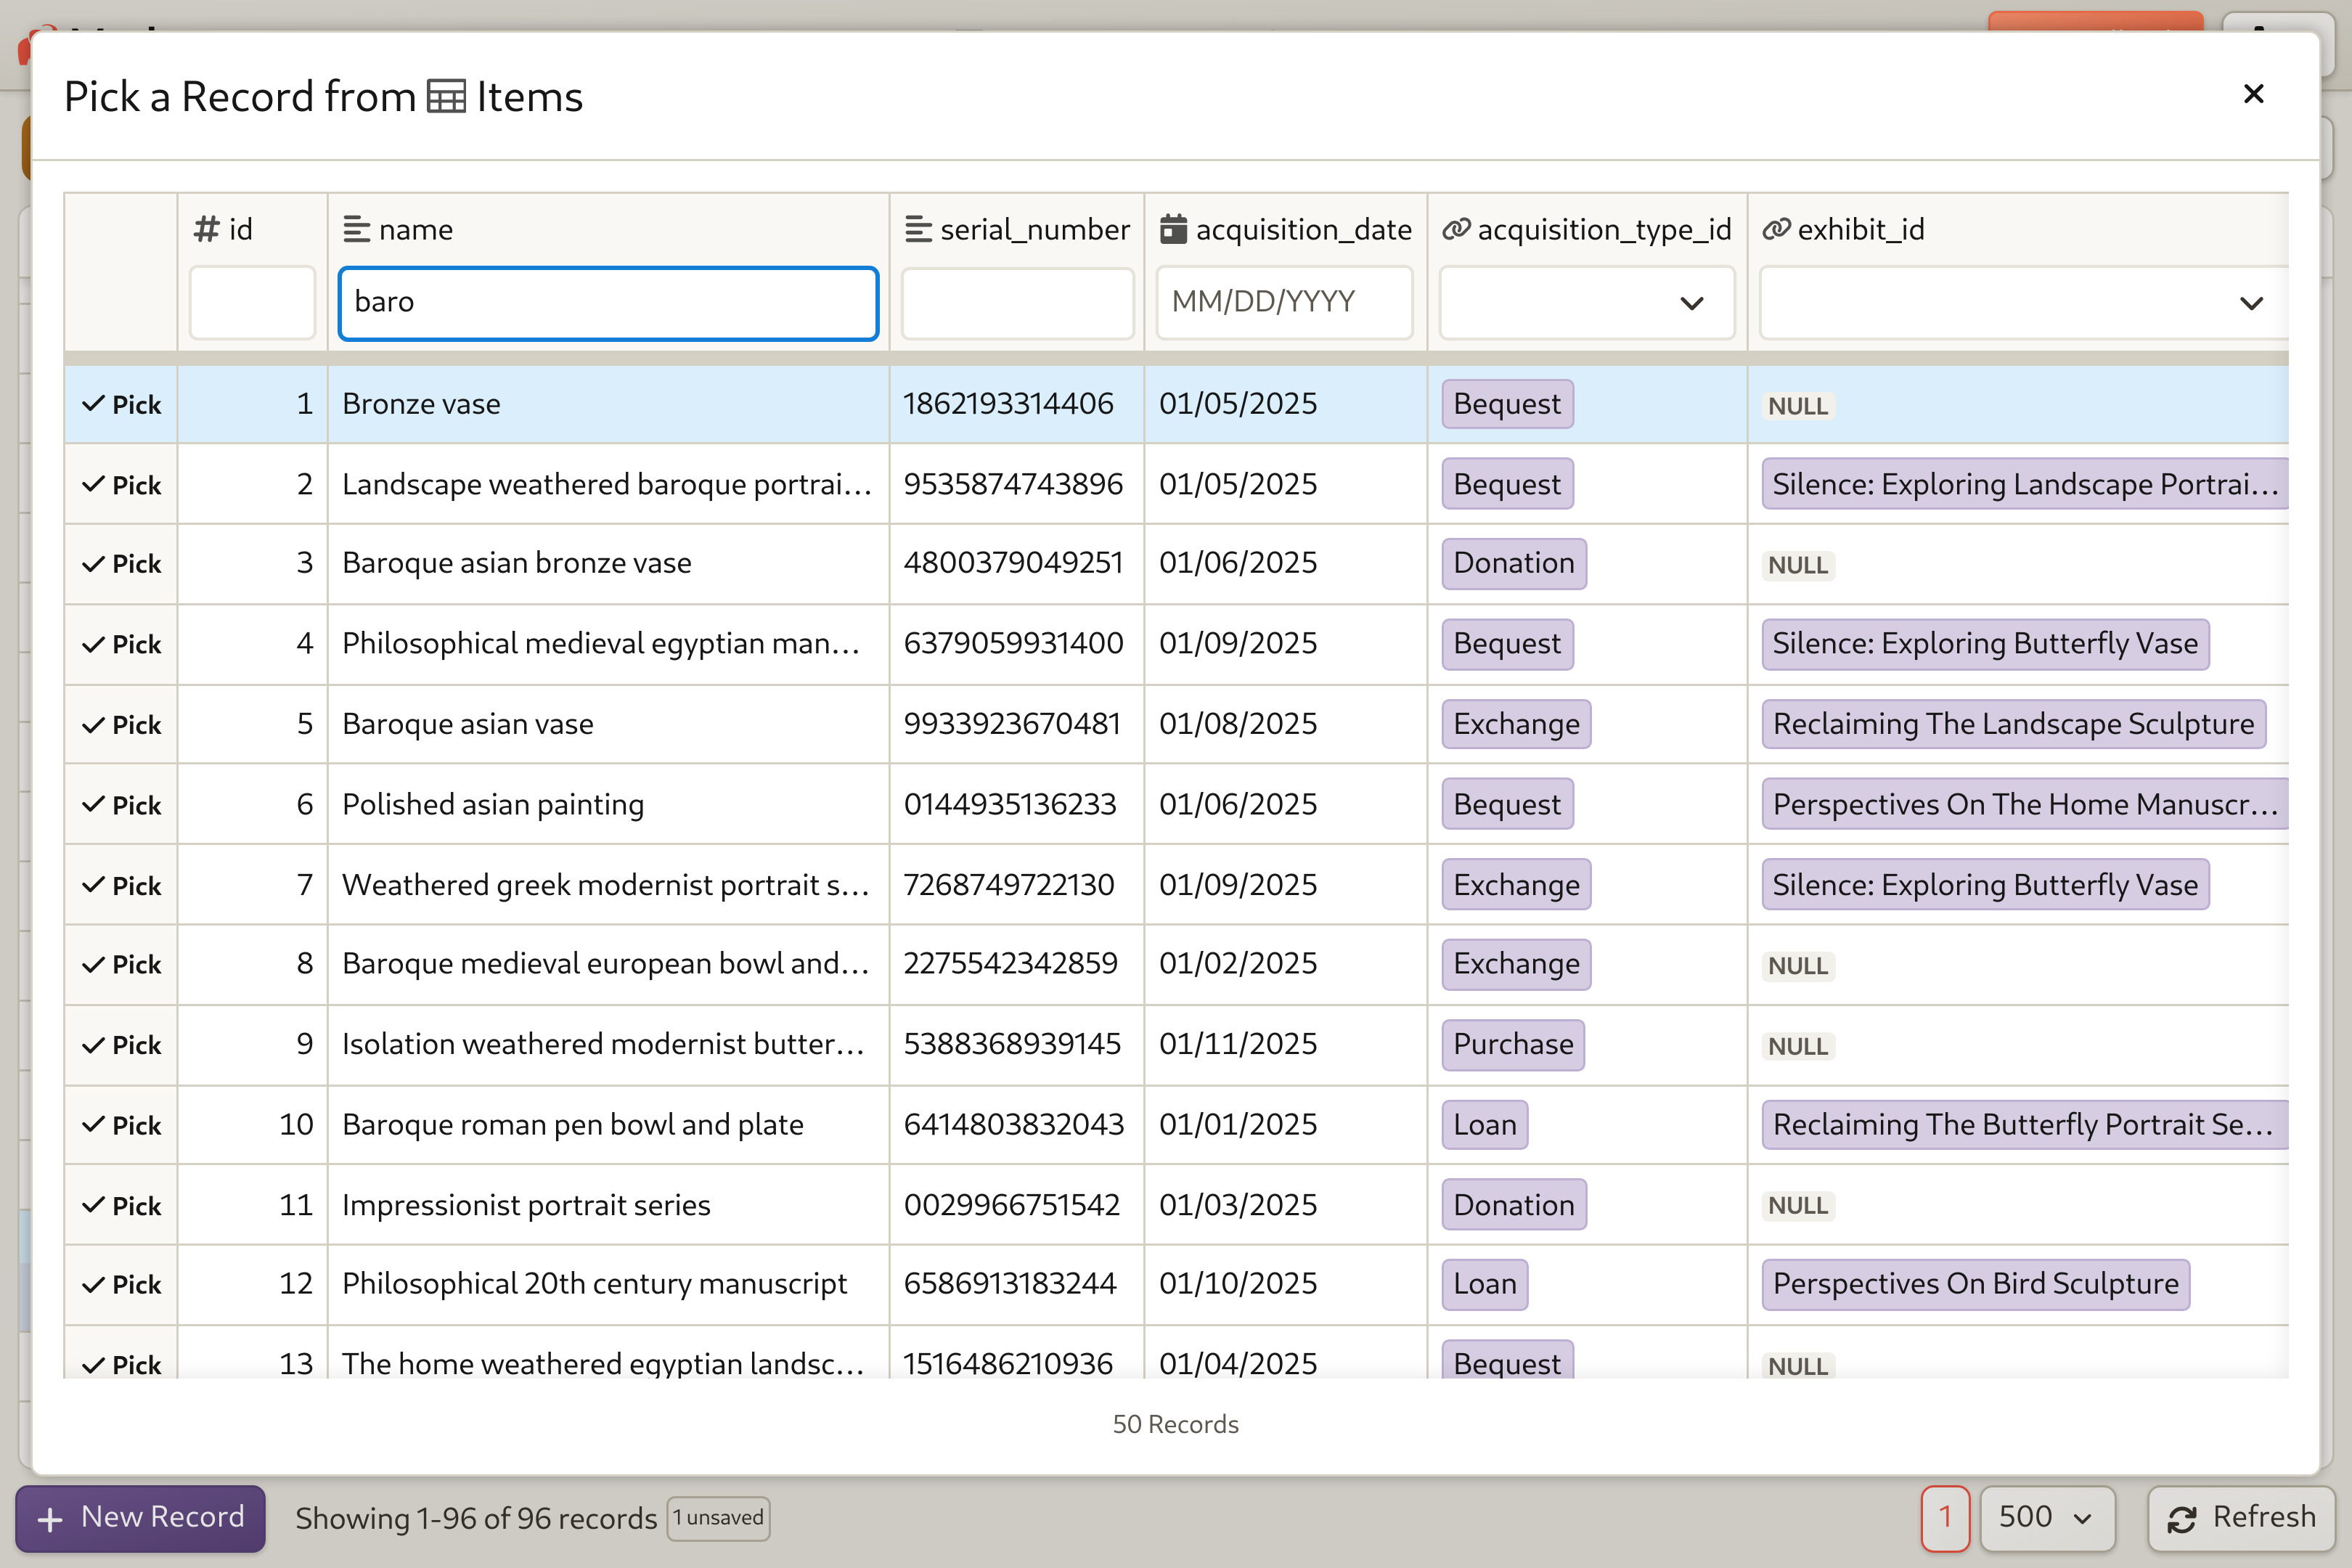 Pick a Record from Items
id name serial_number acquisition_date acquisition_type_id exhibit_id
baro MM/DD/YYYY
Pick 1 Bronze vase 1862193314406 01/05/2025 Bequest NULL
Pick 2 Landscape weathered baroque portrai... 9535874743896 01/05/2025 Bequest Silence: Exploring Landscape Portrai...
Pick 3 Baroque asian bronze vase 4800379049251 01/06/2025 Donation NULL
Pick 4 Philosophical medieval egyptian man... 6379059931400 01/09/2025 Bequest Silence: Exploring Butterfly Vase
Pick 5 Baroque asian vase 9933923670481 01/08/2025 Exchange Reclaiming The Landscape Sculpture
Pick 6 Polished asian painting 0144935136233 01/06/2025 Bequest Perspectives On The Home Manuscr...
Pick 7 Weathered greek modernist portrait s... 7268749722130 01/09/2025 Exchange Silence: Exploring Butterfly Vase
Pick 8 Baroque medieval european bowl and... 2275542342859 01/02/2025 Exchange NULL
Pick 9 Isolation weathered modernist butter... 5388368939145 01/11/2025 Purchase NULL
Pick 10 Baroque roman pen bowl and plate 6414803832043 01/01/2025 Loan Reclaiming The Butterfly Portrait Se...
Pick 11 Impressionist portrait series 0029966751542 01/03/2025 Donation NULL
Pick 12 Philosophical 20th century manuscript 6586913183244 01/10/2025 Loan Perspectives On Bird Sculpture
Pick 13 The home weathered egyptian landsc... 1516486210936 01/04/2025 Bequest NULL
50 Records
+ New Record Showing 1-96 of 96 records 1 unsaved 1 500 Refresh